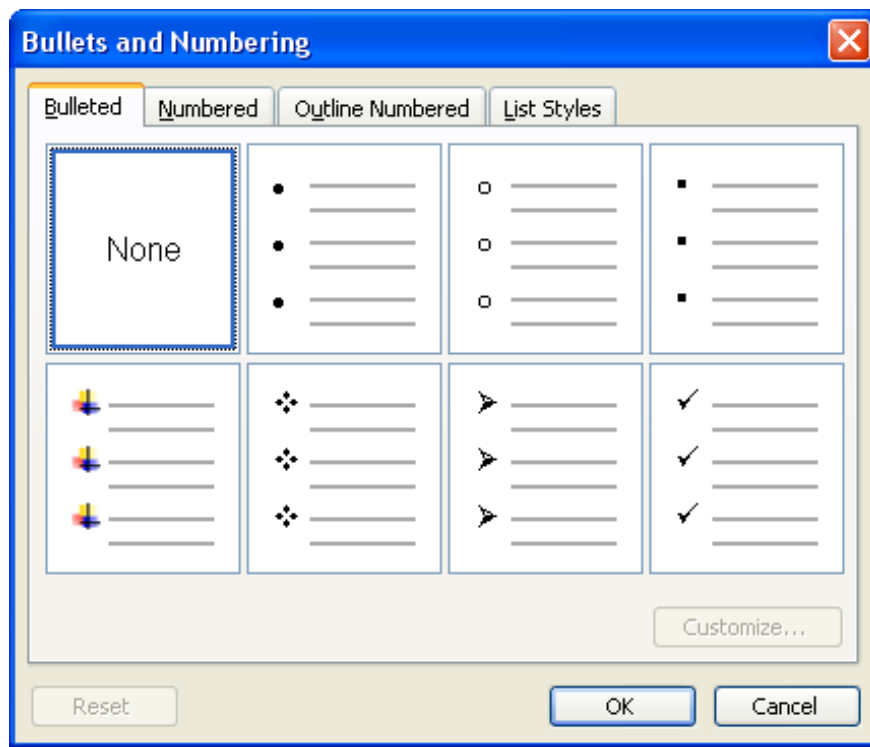 Bullets and Numbering
Bulleted Numbered Outline Numbered List Styles
None
Customize...
Reset OK Cancel